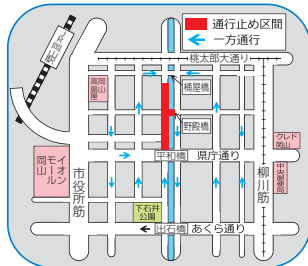 通行止め区間
一方通行
JR岡山駅
桃太郎大通り
岡山
高島屋
桶屋橋
野殿橋
クレド
岡山
平和橋
県庁通り
イオン
モール
岡山
市役所筋
柳川筋
中央郵便局
下石井
公園
出石橋
あくら通り